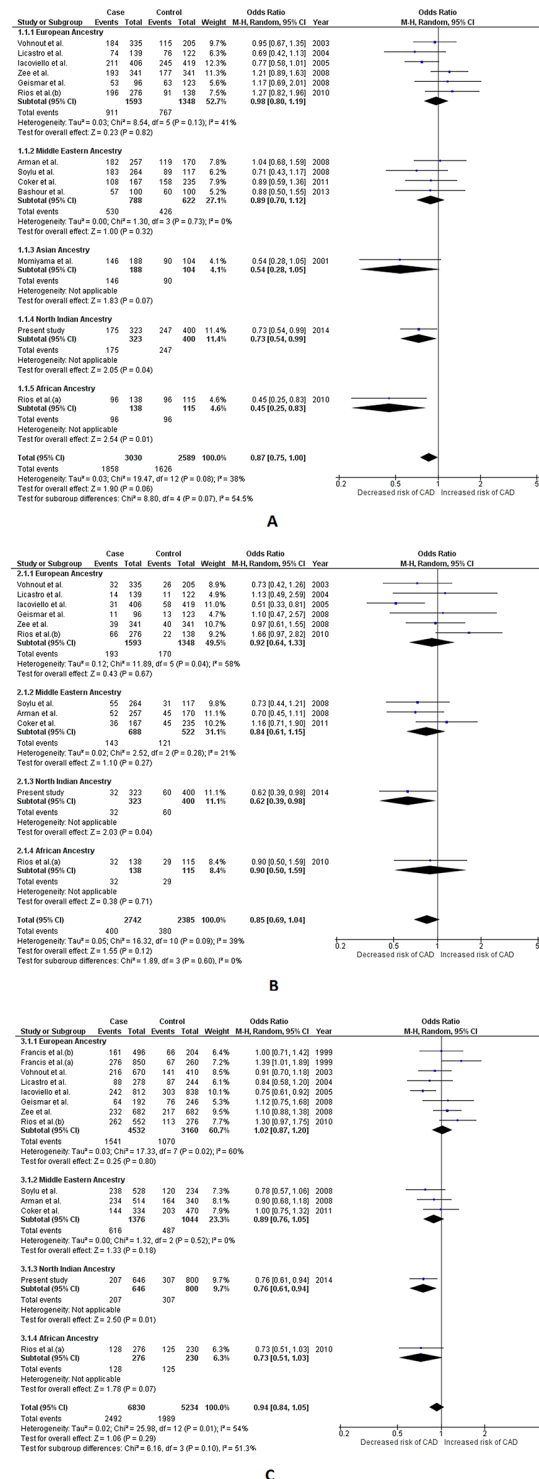 Case Control Odds Ratio Odds Ratio
Study or Subgroup Events Total Events Total Weight M-H, Random, 95% CI Year M-H, Random, 95% CI
1.1.1 European Ancestry
Vohnout et al. 184 335 115 205 9.7% 0.95 [0.67, 1.35] 2003
Licastro et al. 74 139 76 122 6.2% 0.69 [0.42, 1.13] 2004
Iacoviello et al. 211 406 245 419 12.2% 0.77 [0.58, 1.01] 2005
Zee et al. 193 341 177 341 11.1% 1.21 [0.89, 1.63] 2008
Geismar et al. 53 96 63 123 5.6% 1.17 [0.69, 2.01] 2008
Rios et al.(b) 196 276 91 138 7.8% 1.27 [0.82, 1.96] 2010
Subtotal (95% CI) 1593 1348 52.7% 0.98 [0.80, 1.19]
Total events 911 767
Heterogeneity: Tau² = 0.03; Chi² = 8.54, df = 5 (P = 0.13); I² = 41%
Test for overall effect: Z = 0.23 (P = 0.82)
1.1.2 Middle Eastern Ancestry
Arman et al. 182 257 119 170 7.8% 1.04 [0.68, 1.59] 2008
Soylu et al. 183 264 89 117 6.4% 0.71 [0.43, 1.17] 2008
Coker et al. 108 167 158 235 8.0% 0.89 [0.59, 1.36] 2011
Bashour et al. 57 100 60 100 5.2% 0.88 [0.50, 1.55] 2013
Subtotal (95% CI) 788 622 27.1% 0.89 [0.70, 1.12]
Total events 530 426
Heterogeneity: Tau² = 0.00; Chi² = 1.30, df = 3 (P = 0.73); I² = 0%
Test for overall effect: Z = 1.00 (P = 0.32)
1.1.3 Asian Ancestry
Momiyama et al. 146 188 90 104 4.1% 0.54 [0.28, 1.05] 2001
Subtotal (95% CI) 188 104 4.1% 0.54 [0.28, 1.05]
Total events 146 90
Heterogeneity: Not applicable
Test for overall effect: Z = 1.83 (P = 0.07)
1.1.4 North Indian Ancestry
Present study 175 323 247 400 11.4% 0.73 [0.54, 0.99] 2014
Subtotal (95% CI) 323 400 11.4% 0.73 [0.54, 0.99]
Total events 175 247
Heterogeneity: Not applicable
Test for overall effect: Z = 2.05 (P = 0.04)
1.1.5 African Ancestry
Rios et al.(a) 96 138 96 115 4.6% 0.45 [0.25, 0.83] 2010
Subtotal (95% CI) 138 115 4.6% 0.45 [0.25, 0.83]
Total events 96 96
Heterogeneity: Not applicable
Test for overall effect: Z = 2.54 (P = 0.01)
Total (95% CI) 3030 2589 100.0% 0.87 [0.75, 1.00]
Total events 1858 1626
Heterogeneity: Tau² = 0.03; Chi² = 19.47, df = 12 (P = 0.08); I² = 38%
Test for overall effect: Z = 1.90 (P = 0.06)
Test for subgroup differences: Chi² = 8.80, df = 4 (P = 0.07), I² = 54.5%
0.2 0.5 1 2 5
Decreased risk of CAD Increased risk of CAD
A
Case Control Odds Ratio Odds Ratio
Study or Subgroup Events Total Events Total Weight M-H, Random, 95% CI Year M-H, Random, 95% CI
2.1.1 European Ancestry
Vohnout et al. 32 335 26 205 8.9% 0.73 [0.42, 1.26] 2003
Licastro et al. 14 139 11 122 5.1% 1.13 [0.49, 2.59] 2004
Iacoviello et al. 31 406 58 419 11.2% 0.51 [0.33, 0.81] 2005
Geismar et al. 11 96 13 123 5.0% 1.10 [0.47, 2.57] 2008
Zee et al. 39 341 40 341 11.0% 0.97 [0.61, 1.55] 2008
Rios et al.(b) 66 276 22 138 9.2% 1.66 [0.97, 2.82] 2010
Subtotal (95% CI) 1593 1348 49.5% 0.92 [0.64, 1.33]
Total events 193 170
Heterogeneity: Tau² = 0.12; Chi² = 11.89, df = 5 (P = 0.04); I² = 58%
Test for overall effect: Z = 0.43 (P = 0.67)
2.1.2 Middle Eastern Ancestry
Soylu et al. 55 264 31 117 9.8% 0.73 [0.44, 1.21] 2008
Arman et al. 52 257 45 170 11.0% 0.70 [0.45, 1.11] 2008
Coker et al. 36 167 45 235 10.2% 1.16 [0.71, 1.90] 2011
Subtotal (95% CI) 688 522 31.1% 0.84 [0.61, 1.15]
Total events 143 121
Heterogeneity: Tau² = 0.02; Chi² = 2.52, df = 2 (P = 0.28); I² = 21%
Test for overall effect: Z = 1.10 (P = 0.27)
2.1.3 North Indian Ancestry
Present study 32 323 60 400 11.1% 0.62 [0.39, 0.98] 2014
Subtotal (95% CI) 323 400 11.1% 0.62 [0.39, 0.98]
Total events 32 60
Heterogeneity: Not applicable
Test for overall effect: Z = 2.03 (P = 0.04)
2.1.4 African Ancestry
Rios et al.(a) 32 138 29 115 8.4% 0.90 [0.50, 1.59] 2010
Subtotal (95% CI) 138 115 8.4% 0.90 [0.50, 1.59]
Total events 32 29
Heterogeneity: Not applicable
Test for overall effect: Z = 0.38 (P = 0.71)
Total (95% CI) 2742 2385 100.0% 0.85 [0.69, 1.04]
Total events 400 380
Heterogeneity: Tau² = 0.05; Chi² = 16.32, df = 10 (P = 0.09); I² = 39%
Test for overall effect: Z = 1.55 (P = 0.12)
Test for subgroup differences: Chi² = 1.89, df = 3 (P = 0.60), I² = 0%
0.2 0.5 1 2 5
Decreased risk of CAD Increased risk of CAD
B
Case Control Odds Ratio Odds Ratio
Study or Subgroup Events Total Events Total Weight M-H, Random, 95% CI Year M-H, Random, 95% CI
3.1.1 European Ancestry
Francis et al.(b) 161 496 66 204 6.4% 1.00 [0.71, 1.42] 1999
Francis et al.(a) 276 850 67 260 7.4% 1.39 [1.01, 1.89] 1999
Vohnout et al. 216 670 141 410 9.1% 0.91 [0.70, 1.18] 2003
Licastro et al. 88 278 87 244 6.0% 0.84 [0.58, 1.20] 2004
Iacoviello et al. 242 812 303 838 10.7% 0.75 [0.61, 0.92] 2005
Geismar et al. 64 192 76 246 5.3% 1.12 [0.75, 1.68] 2008
Zee et al. 232 682 217 682 10.1% 1.10 [0.88, 1.38] 2008
Rios et al.(b) 262 552 113 276 7.9% 1.30 [0.97, 1.75] 2010
Subtotal (95% CI) 4532 3160 60.7% 1.02 [0.87, 1.20]
Total events 1541 1070
Heterogeneity: Tau² = 0.03; Chi² = 17.33, df = 7 (P = 0.02); I² = 60%
Test for overall effect: Z = 0.25 (P = 0.80)
3.1.2 Middle Eastern Ancestry
Soylu et al. 238 528 120 234 7.3% 0.78 [0.57, 1.06] 2008
Arman et al. 234 514 164 340 8.6% 0.90 [0.68, 1.18] 2008
Coker et al. 144 334 203 470 8.4% 1.00 [0.75, 1.32] 2011
Subtotal (95% CI) 1376 1044 23.3% 0.89 [0.76, 1.05]
Total events 616 487
Heterogeneity: Tau² = 0.00; Chi² = 1.32, df = 2 (P = 0.52); I² = 0%
Test for overall effect: Z = 1.33 (P = 0.18)
3.1.3 North Indian Ancestry
Present study 207 646 307 800 9.7% 0.76 [0.61, 0.94] 2014
Subtotal (95% CI) 646 800 9.7% 0.76 [0.61, 0.94]
Total events 207 307
Heterogeneity: Not applicable
Test for overall effect: Z = 2.50 (P = 0.01)
3.1.4 African Ancestry
Rios et al.(a) 128 276 125 230 6.3% 0.73 [0.51, 1.03] 2010
Subtotal (95% CI) 276 230 6.3% 0.73 [0.51, 1.03]
Total events 128 125
Heterogeneity: Not applicable
Test for overall effect: Z = 1.78 (P = 0.07)
Total (95% CI) 6830 5234 100.0% 0.94 [0.84, 1.05]
Total events 2492 1989
Heterogeneity: Tau² = 0.02; Chi² = 25.98, df = 12 (P = 0.01); I² = 54%
Test for overall effect: Z = 1.06 (P = 0.29)
Test for subgroup differences: Chi² = 6.16, df = 3 (P = 0.10), I² = 51.3%
0.2 0.5 1 2 5
Decreased risk of CAD Increased risk of CAD
C